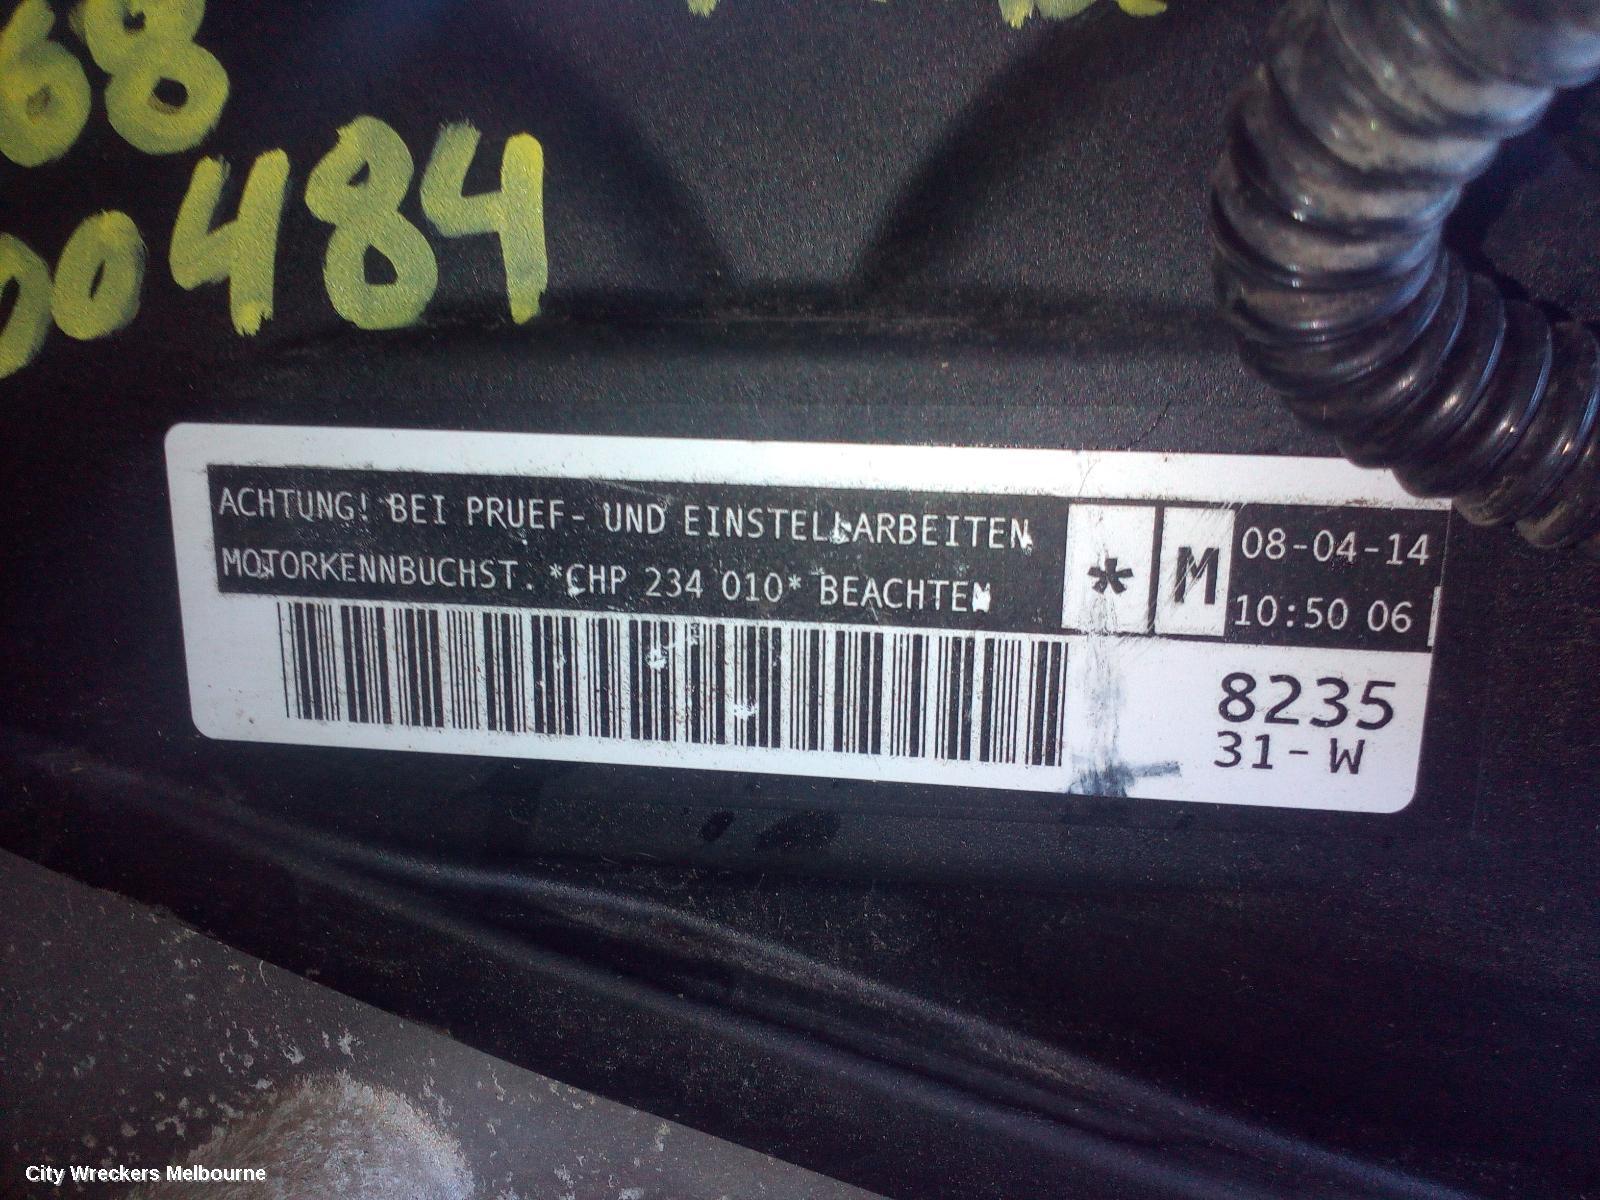 68
00484
ACHTUNG! BEI PRUEF- UND EINSTELLARBEITEN
MOTORKENNBUCHST. *CHP 234 010* BEACHTEN
* M
08-04-14
10:50 06
8235
31-W
City Wreckers Melbourne